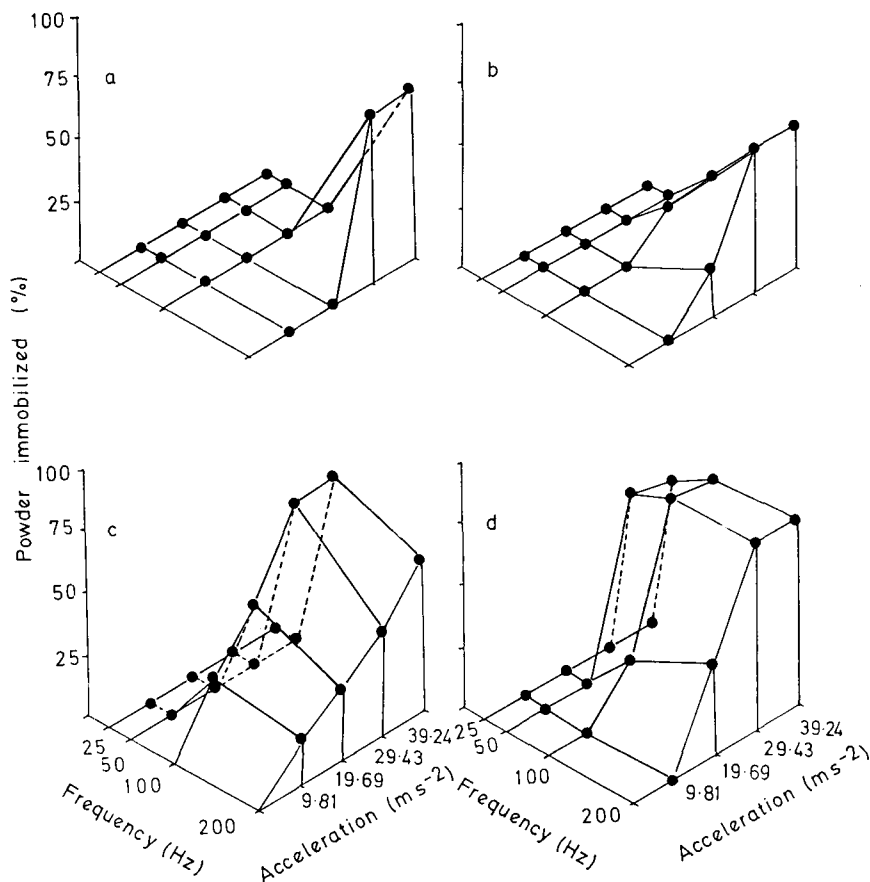 100
75
50
25
a
b
Powder immobilized (%)
100
75
50
25
c
d
25
50
100
200
Frequency (Hz)
9·81
19·69
29·43
39·24
Acceleration (ms⁻²)
25
50
100
200
Frequency (Hz)
9·81
19·69
29·43
39·24
Acceleration (ms⁻²)